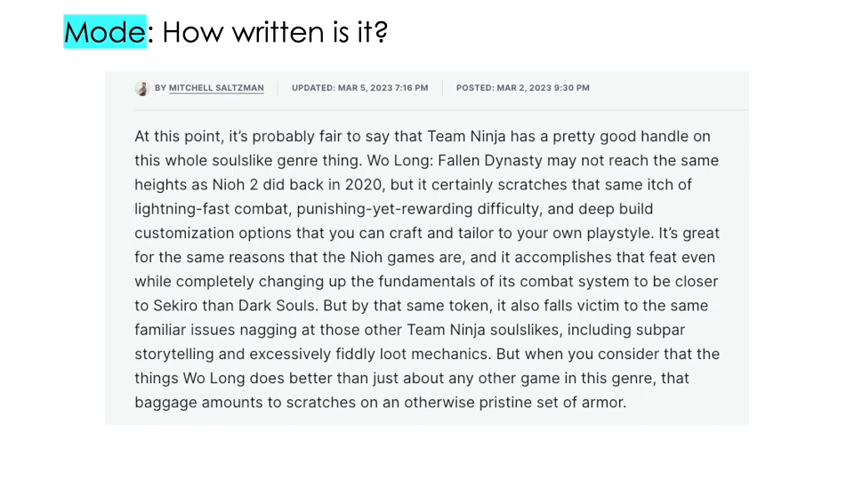 Mode: How written is it?
BY MITCHELL SALTZMAN UPDATED: MAR 5, 2023 7:16 PM POSTED: MAR 2, 2023 9:30 PM
At this point, it's probably fair to say that Team Ninja has a pretty good handle on
this whole soulslike genre thing. Wo Long: Fallen Dynasty may not reach the same
heights as Nioh 2 did back in 2020, but it certainly scratches that same itch of
lightning-fast combat, punishing-yet-rewarding difficulty, and deep build
customization options that you can craft and tailor to your own playstyle. It's great
for the same reasons that the Nioh games are, and it accomplishes that feat even
while completely changing up the fundamentals of its combat system to be closer
to Sekiro than Dark Souls. But by that same token, it also falls victim to the same
familiar issues nagging at those other Team Ninja soulslikes, including subpar
storytelling and excessively fiddly loot mechanics. But when you consider that the
things Wo Long does better than just about any other game in this genre, that
baggage amounts to scratches on an otherwise pristine set of armor.